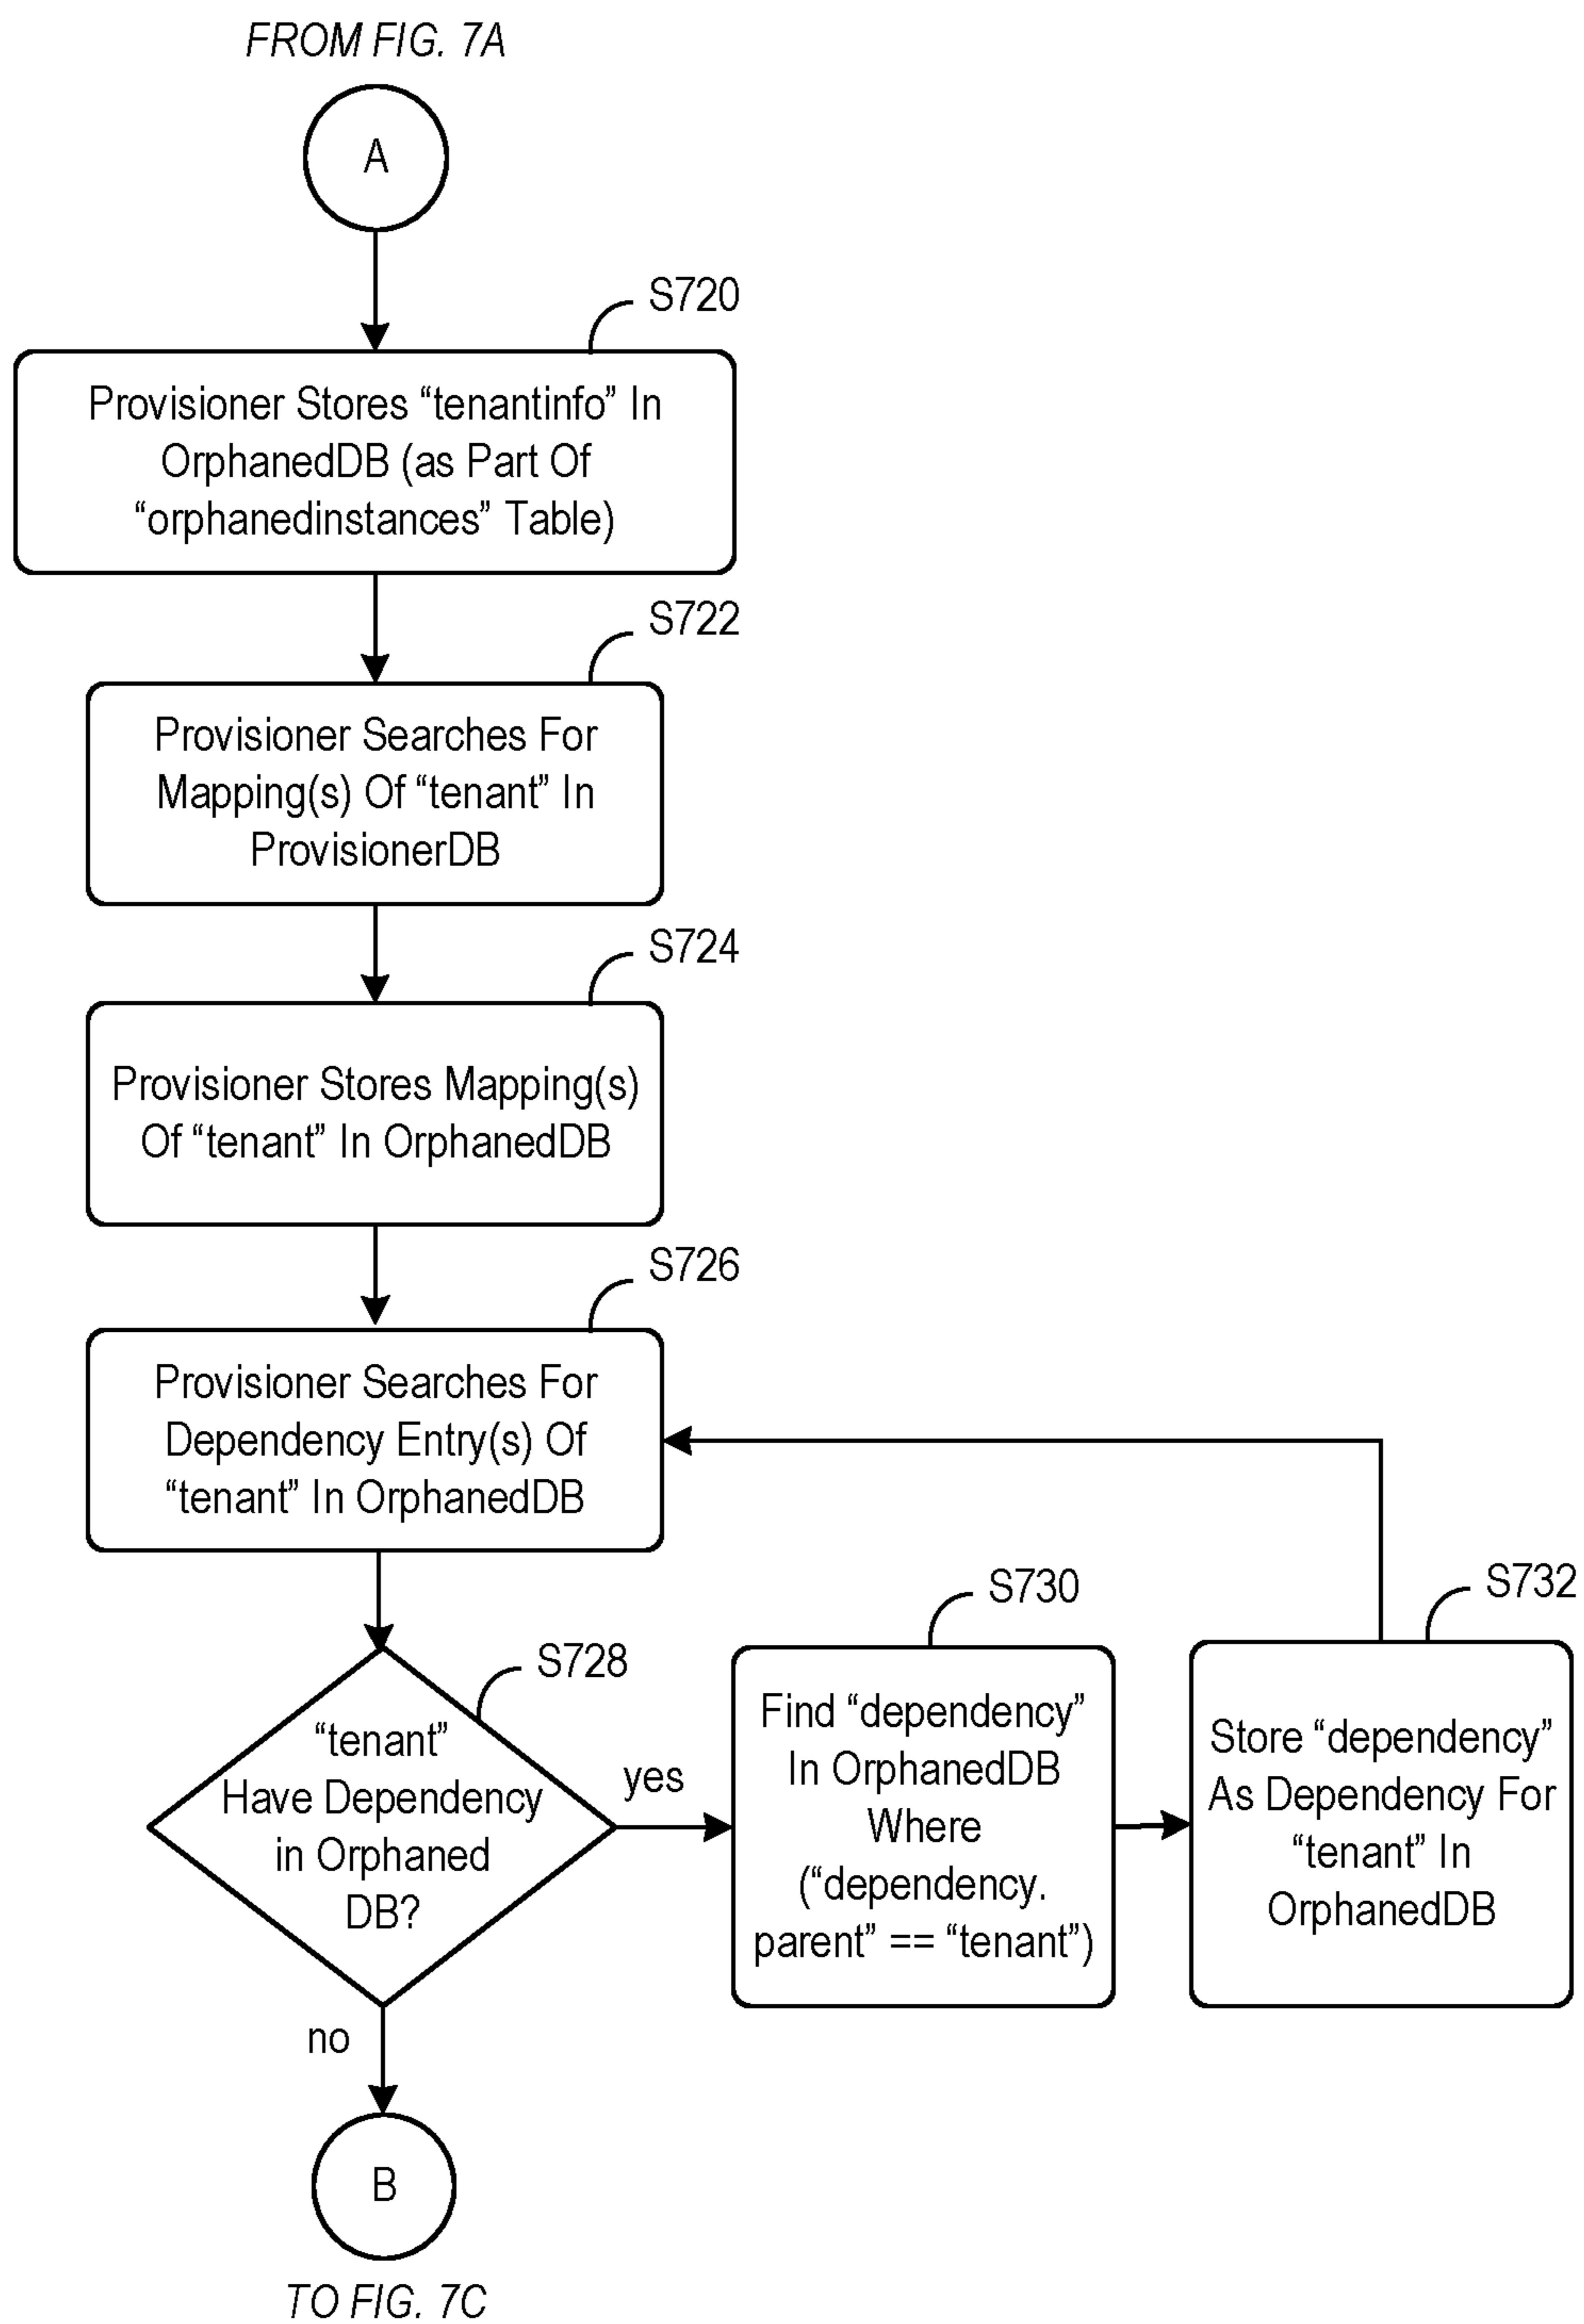 FROM FIG. 7A
A
S720
Provisioner Stores “tenantinfo” In
OrphanedDB (as Part Of
“orphanedinstances” Table)
S722
Provisioner Searches For
Mapping(s) Of “tenant” In
ProvisionerDB
S724
Provisioner Stores Mapping(s)
Of “tenant” In OrphanedDB
S726
Provisioner Searches For
Dependency Entry(s) Of
“tenant” In OrphanedDB
S728
“tenant”
Have Dependency
in Orphaned
DB?
yes
S730
Find “dependency”
In OrphanedDB
Where
(“dependency.
parent” == “tenant”)
S732
Store “dependency”
As Dependency For
“tenant” In
OrphanedDB
no
B
TO FIG. 7C